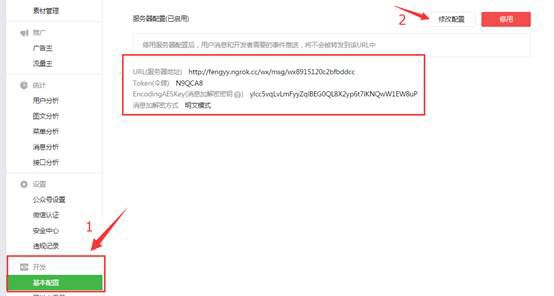 素材管理
推广
广告主
流量主
统计
用户分析
图文分析
菜单分析
消息分析
接口分析
设置
公众号设置
微信认证
安全中心
违规记录
1
开发
基本配置
服务器配置(已启用)
2
修改配置
停用
停用服务器配置后，用户消息和开发者需要的事件推送，将不会被转发到该URL中
URL(服务器地址) http://fengyy.ngrok.cc/wx/msg/wx8915120c2bfbddcc
Token(令牌) N9QCA8
EncodingAESKey(消息加解密密钥) ylcc5vqLvLmFyyZqIBEG0QL8X2yp6t7iKNQwW1EW8uP
消息加解密方式 明文模式